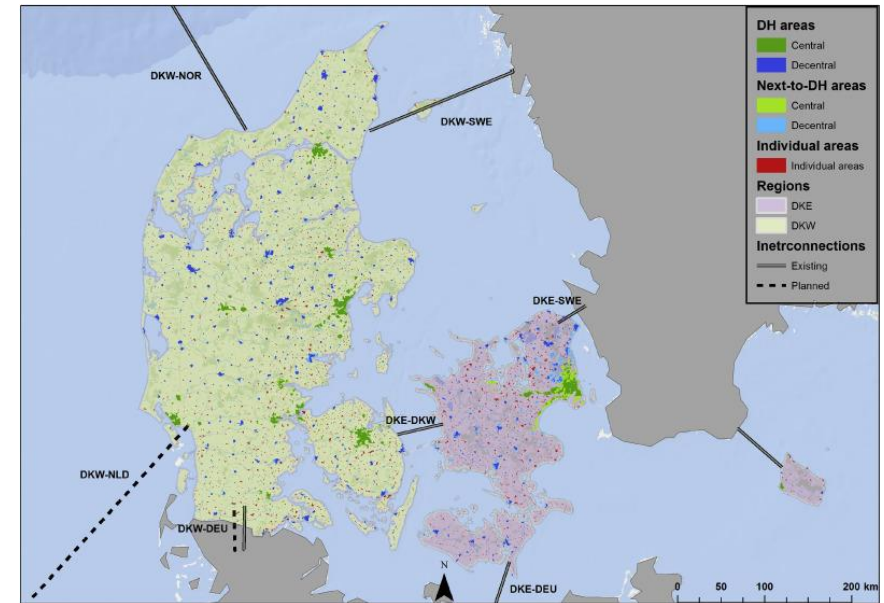 DKW-NOR
DKW-SWE
DKE-SWE
DKE-DKW
DKW-NLD
DKW-DEU
DKE-DEU
N
0 50 100 200 km
DH areas
Central
Decentral
Next-to-DH areas
Central
Decentral
Individual areas
Individual areas
Regions
DKE
DKW
Inetrconnections
Existing
Planned